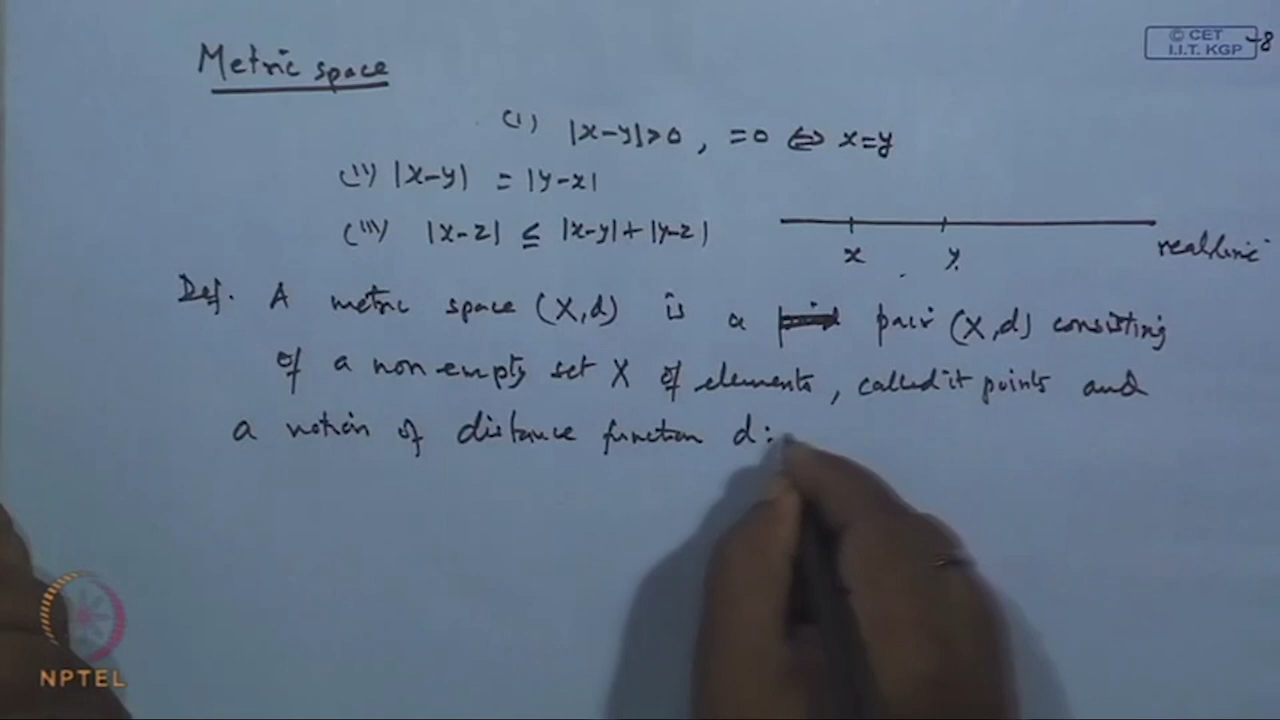 © CET
I.I.T. KGP
-8
Metric space
(i) |x-y|>0, =0 ⇔ x=y
(ii) |x-y| = |y-x|
(iii) |x-z| ≤ |x-y|+|y-z|
x y
real line
Def. A metric space (X,d) is a pair (X,d) consisting
of a non empty set X of elements, called it points and
a notion of distance function d:
NPTEL